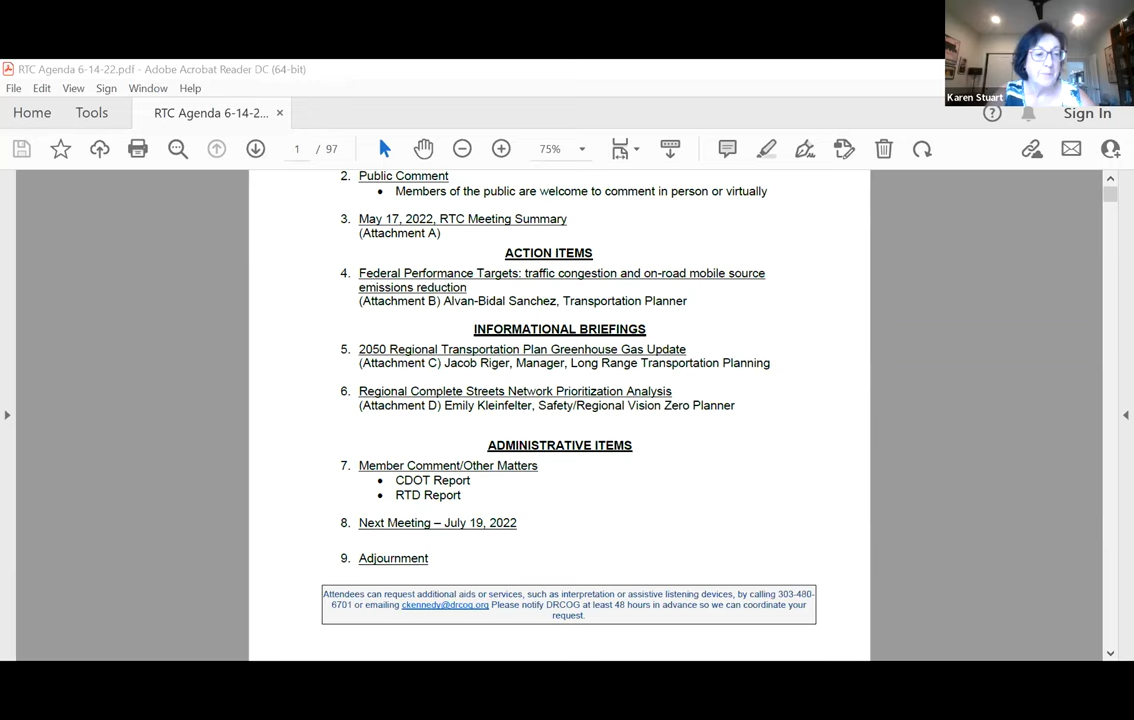 RTC Agenda 6-14-22.pdf - Adobe Acrobat Reader DC (64-bit)
File Edit View Sign Window Help
Home Tools RTC Agenda 6-14-2... × Sign In
1 / 97 75%
Karen Stuart
2. Public Comment
• Members of the public are welcome to comment in person or virtually
3. May 17, 2022, RTC Meeting Summary
(Attachment A)
ACTION ITEMS
4. Federal Performance Targets: traffic congestion and on-road mobile source
emissions reduction
(Attachment B) Alvan-Bidal Sanchez, Transportation Planner
INFORMATIONAL BRIEFINGS
5. 2050 Regional Transportation Plan Greenhouse Gas Update
(Attachment C) Jacob Riger, Manager, Long Range Transportation Planning
6. Regional Complete Streets Network Prioritization Analysis
(Attachment D) Emily Kleinfelter, Safety/Regional Vision Zero Planner
ADMINISTRATIVE ITEMS
7. Member Comment/Other Matters
• CDOT Report
• RTD Report
8. Next Meeting – July 19, 2022
9. Adjournment
Attendees can request additional aids or services, such as interpretation or assistive listening devices, by calling 303-480-
6701 or emailing ckennedy@drcog.org Please notify DRCOG at least 48 hours in advance so we can coordinate your
request.